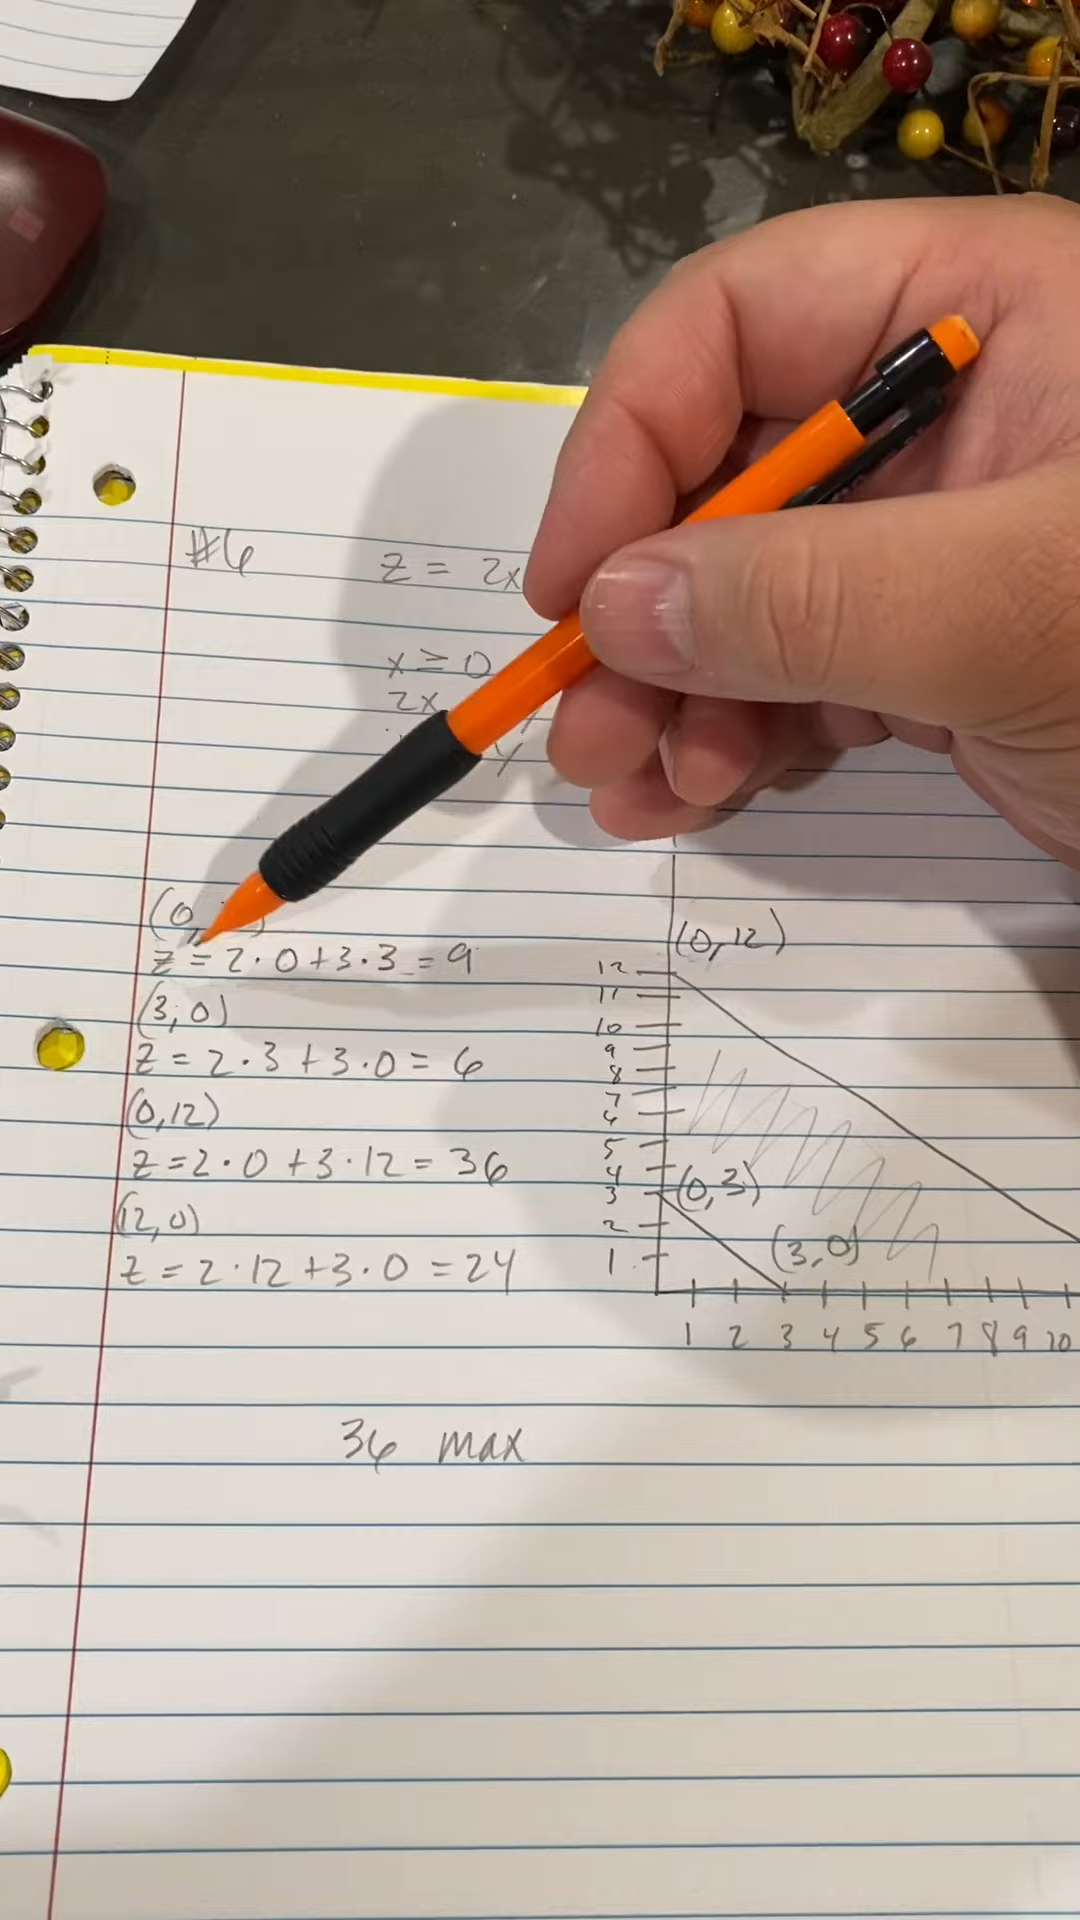 #6
z = 2x
x ≥ 0
2x
y
(0,
z = 2·0+3·3 = 9
(3,0)
z = 2·3 +3·0 = 6
(0,12)
z=2·0 +3·12 = 36
(12,0)
z = 2·12 +3·0 = 24
(0,12)
12
11
10
9
8
7
6
5
4
3
2
1
(0,3)
(3,0)
1 2 3 4 5 6 7 8 9 10
36 max